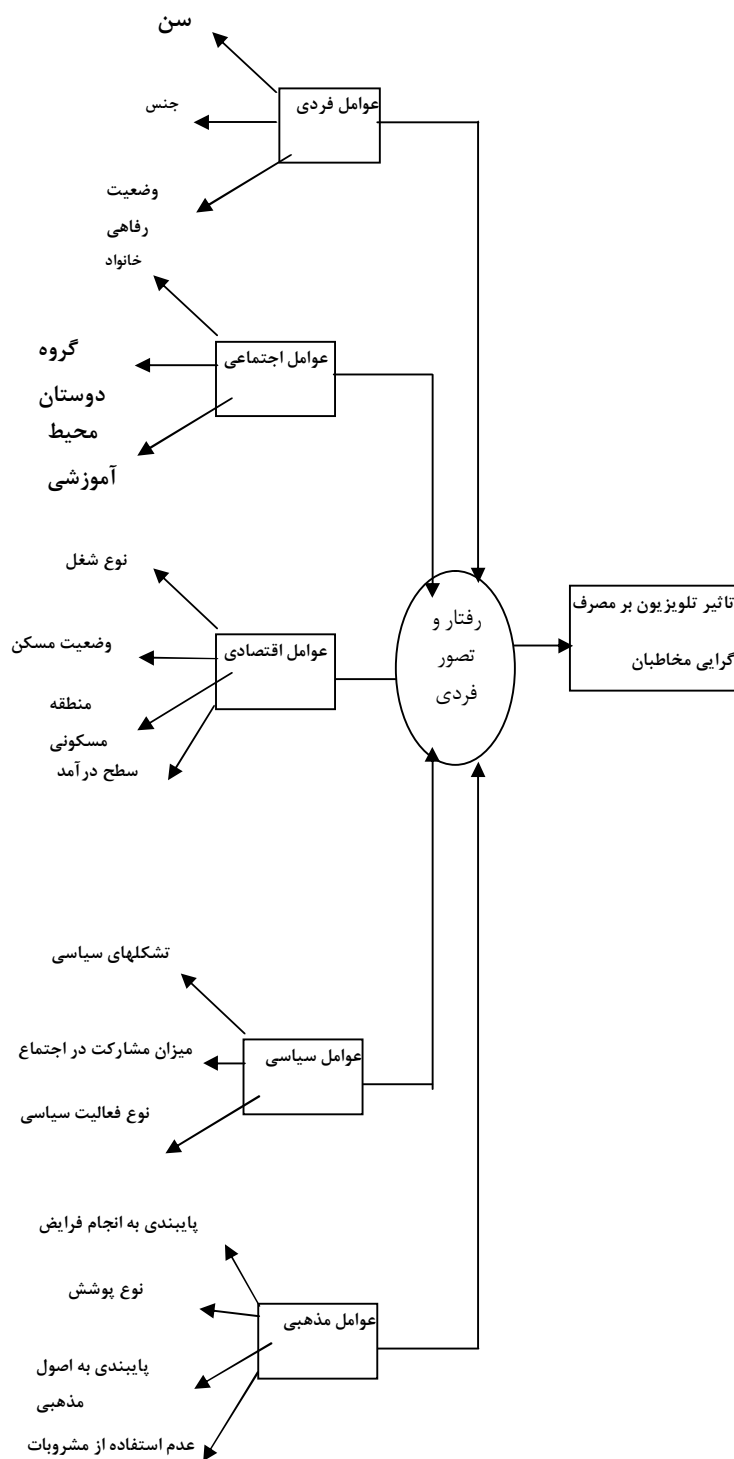 سن
عوامل فردی
جنس
وضعیت
رفاهی
خانواد
عوامل اجتماعی
گروه
دوستان
محیط
آموزشی
نوع شغل
عوامل اقتصادی
وضعیت مسکن
منطقه
مسکونی
سطح درآمد
رفتار و
تصور
فردی
تاثیر تلویزیون بر مصرف
گرایی مخاطبان
تشکلهای سیاسی
عوامل سیاسی
میزان مشارکت در اجتماع
نوع فعالیت سیاسی
پایبندی به انجام فرایض
عوامل مذهبی
نوع پوشش
پایبندی به اصول
مذهبی
عدم استفاده از مشروبات